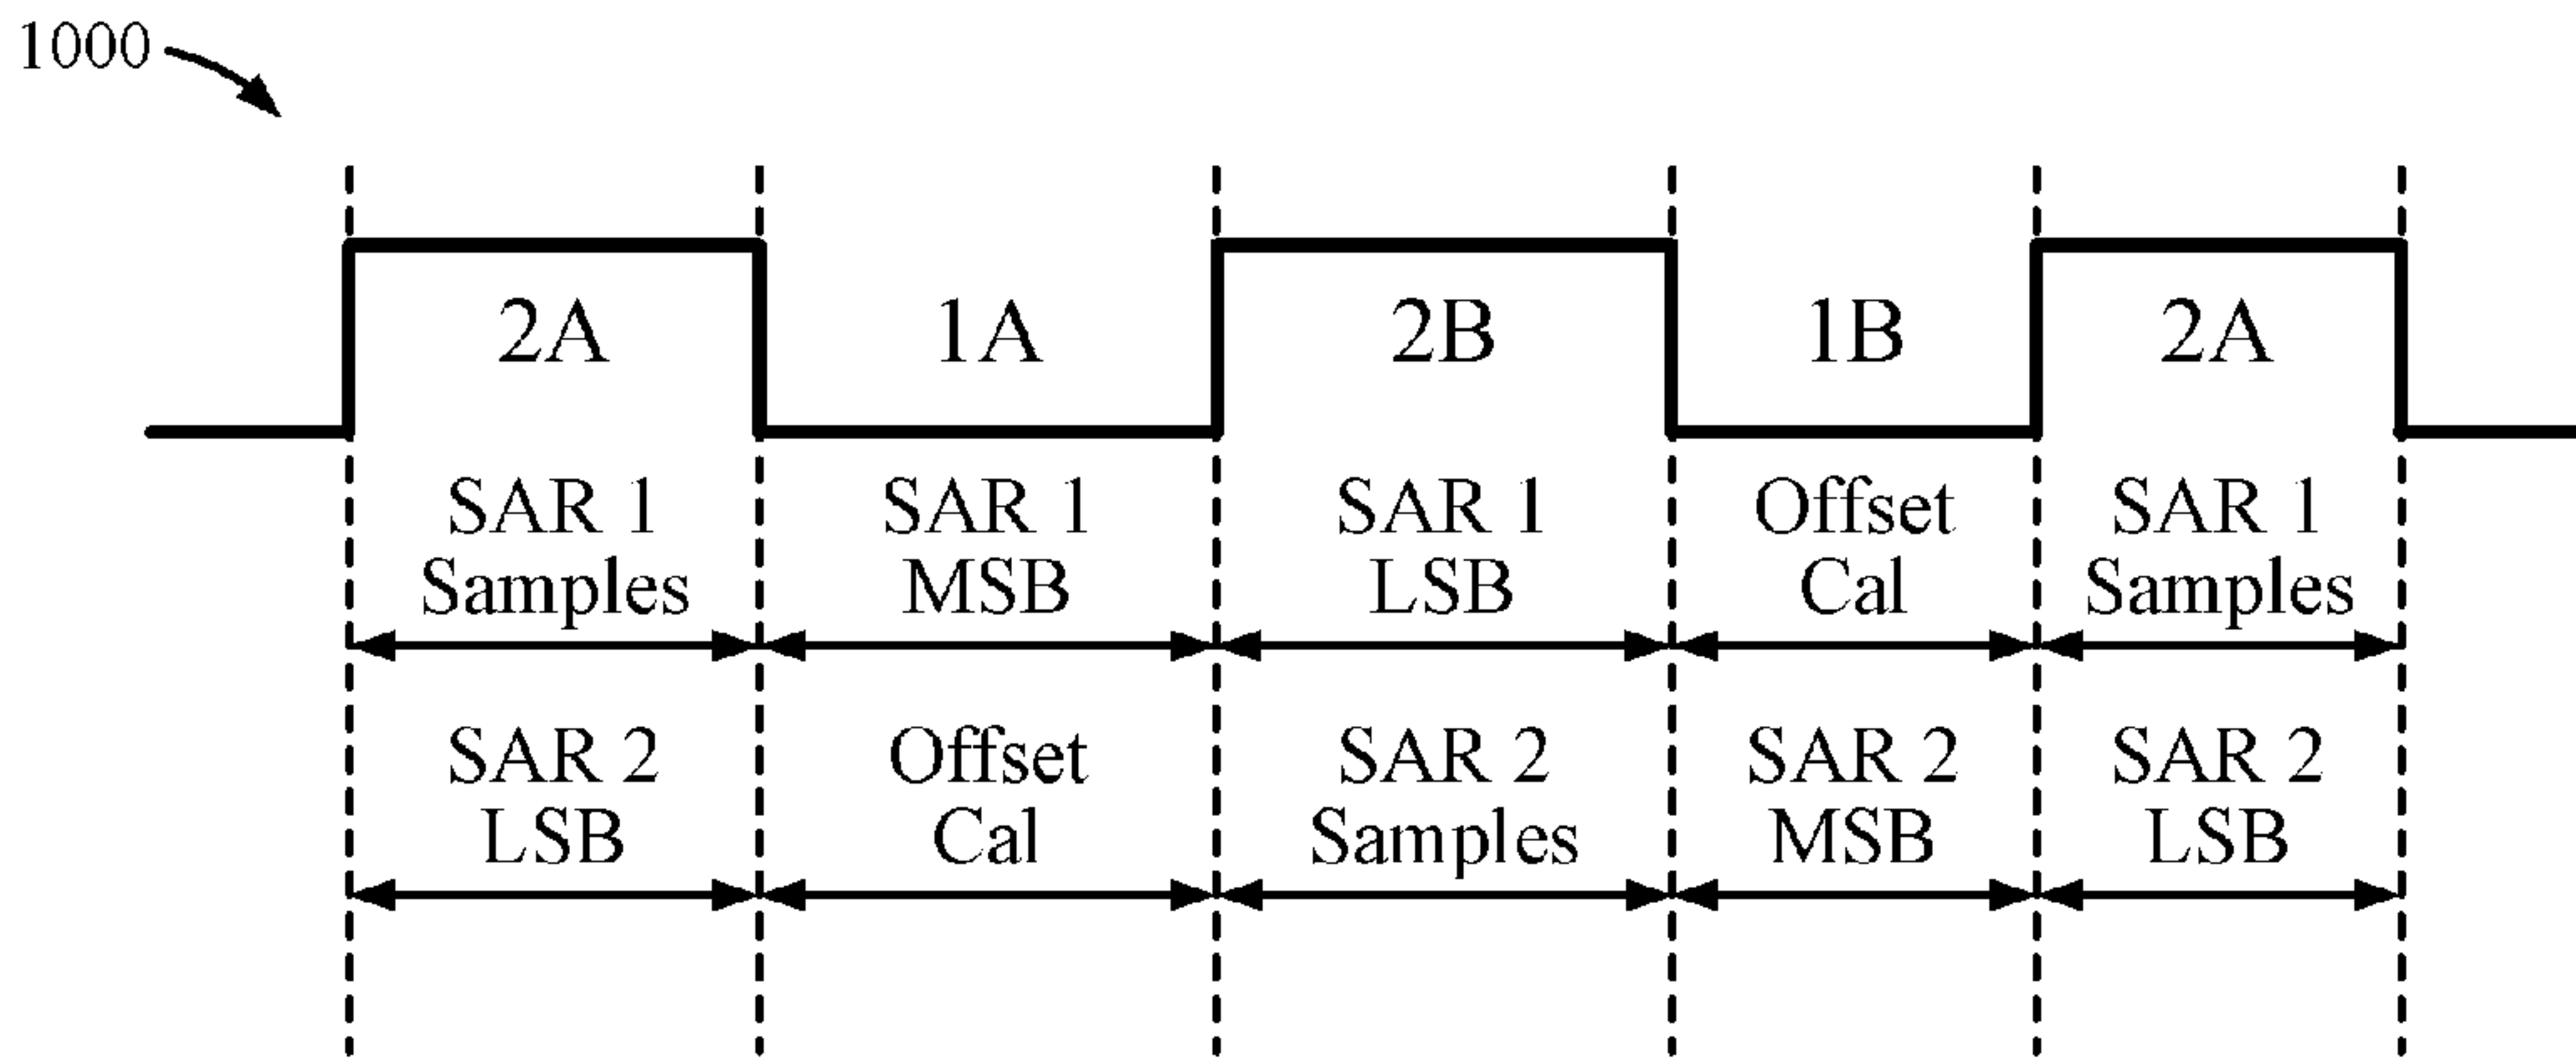 1000
2A 1A 2B 1B 2A
SAR 1 SAR 1 SAR 1 Offset SAR 1
Samples MSB LSB Cal Samples
SAR 2 Offset SAR 2 SAR 2 SAR 2
LSB Cal Samples MSB LSB